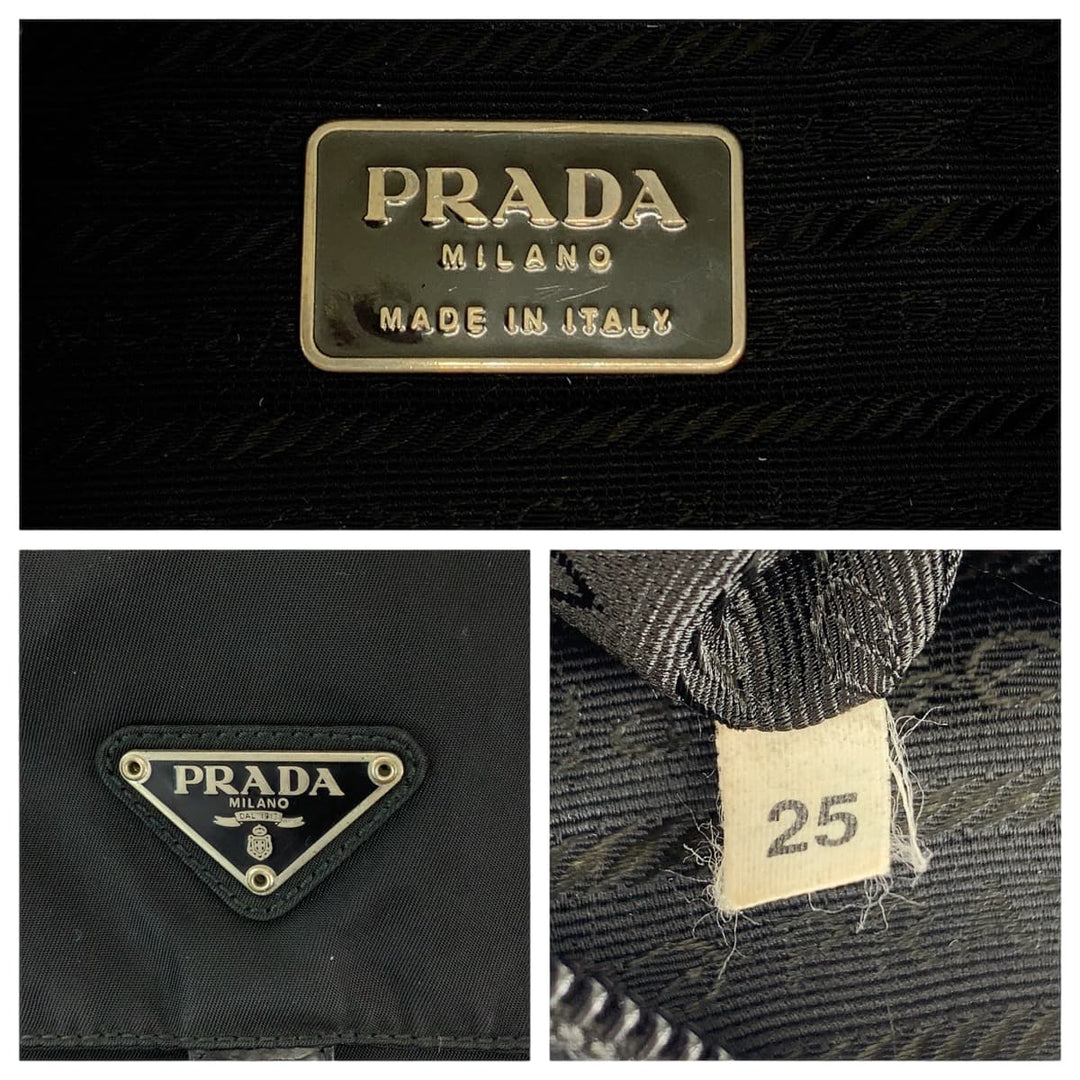 PRADA
MILANO
MADE IN ITALY
PRADA
MILANO
DAL 1913
25